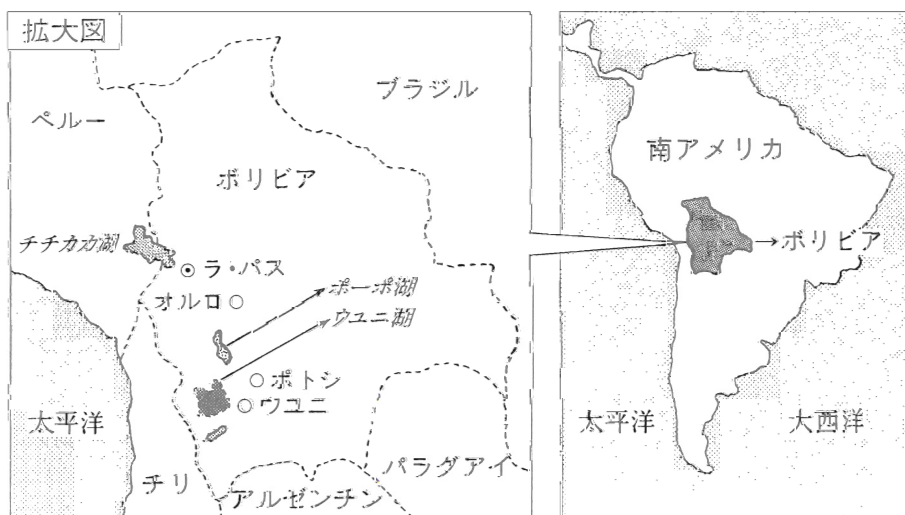 拡大図
ペルー
ブラジル
ボリビア
チチカカ湖
ラ・パス
オルロ
ポーポ湖
ウユニ湖
ポトシ
ウユニ
太平洋
チリ
アルゼンチン
パラグアイ
南アメリカ
→ボリビア
太平洋
大西洋